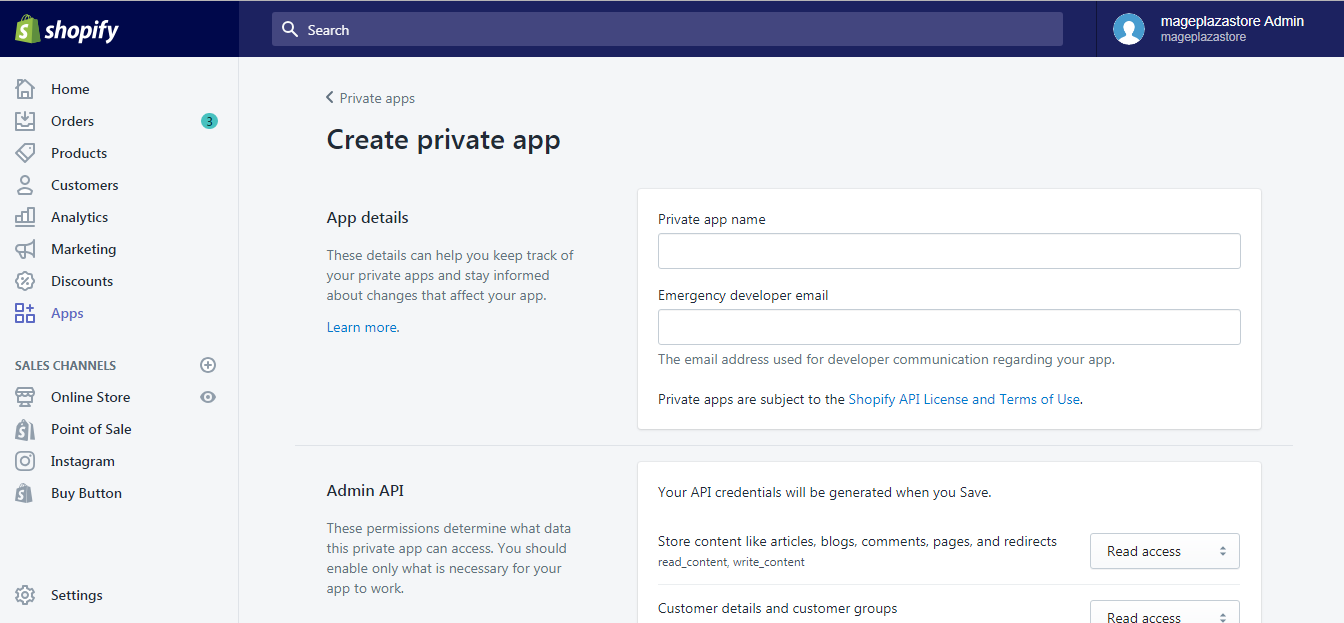 shopify
Search
mageplazastore Admin
mageplazastore
Home
Orders
3
Products
Customers
Analytics
Marketing
Discounts
Apps
SALES CHANNELS
Online Store
Point of Sale
Instagram
Buy Button
Settings
Private apps
Create private app
App details
These details can help you keep track of
your private apps and stay informed
about changes that affect your app.
Learn more.
Private app name
Emergency developer email
The email address used for developer communication regarding your app.
Private apps are subject to the Shopify API License and Terms of Use.
Admin API
These permissions determine what data
this private app can access. You should
enable only what is necessary for your
app to work.
Your API credentials will be generated when you Save.
Store content like articles, blogs, comments, pages, and redirects
read_content, write_content
Read access
Customer details and customer groups
Read access